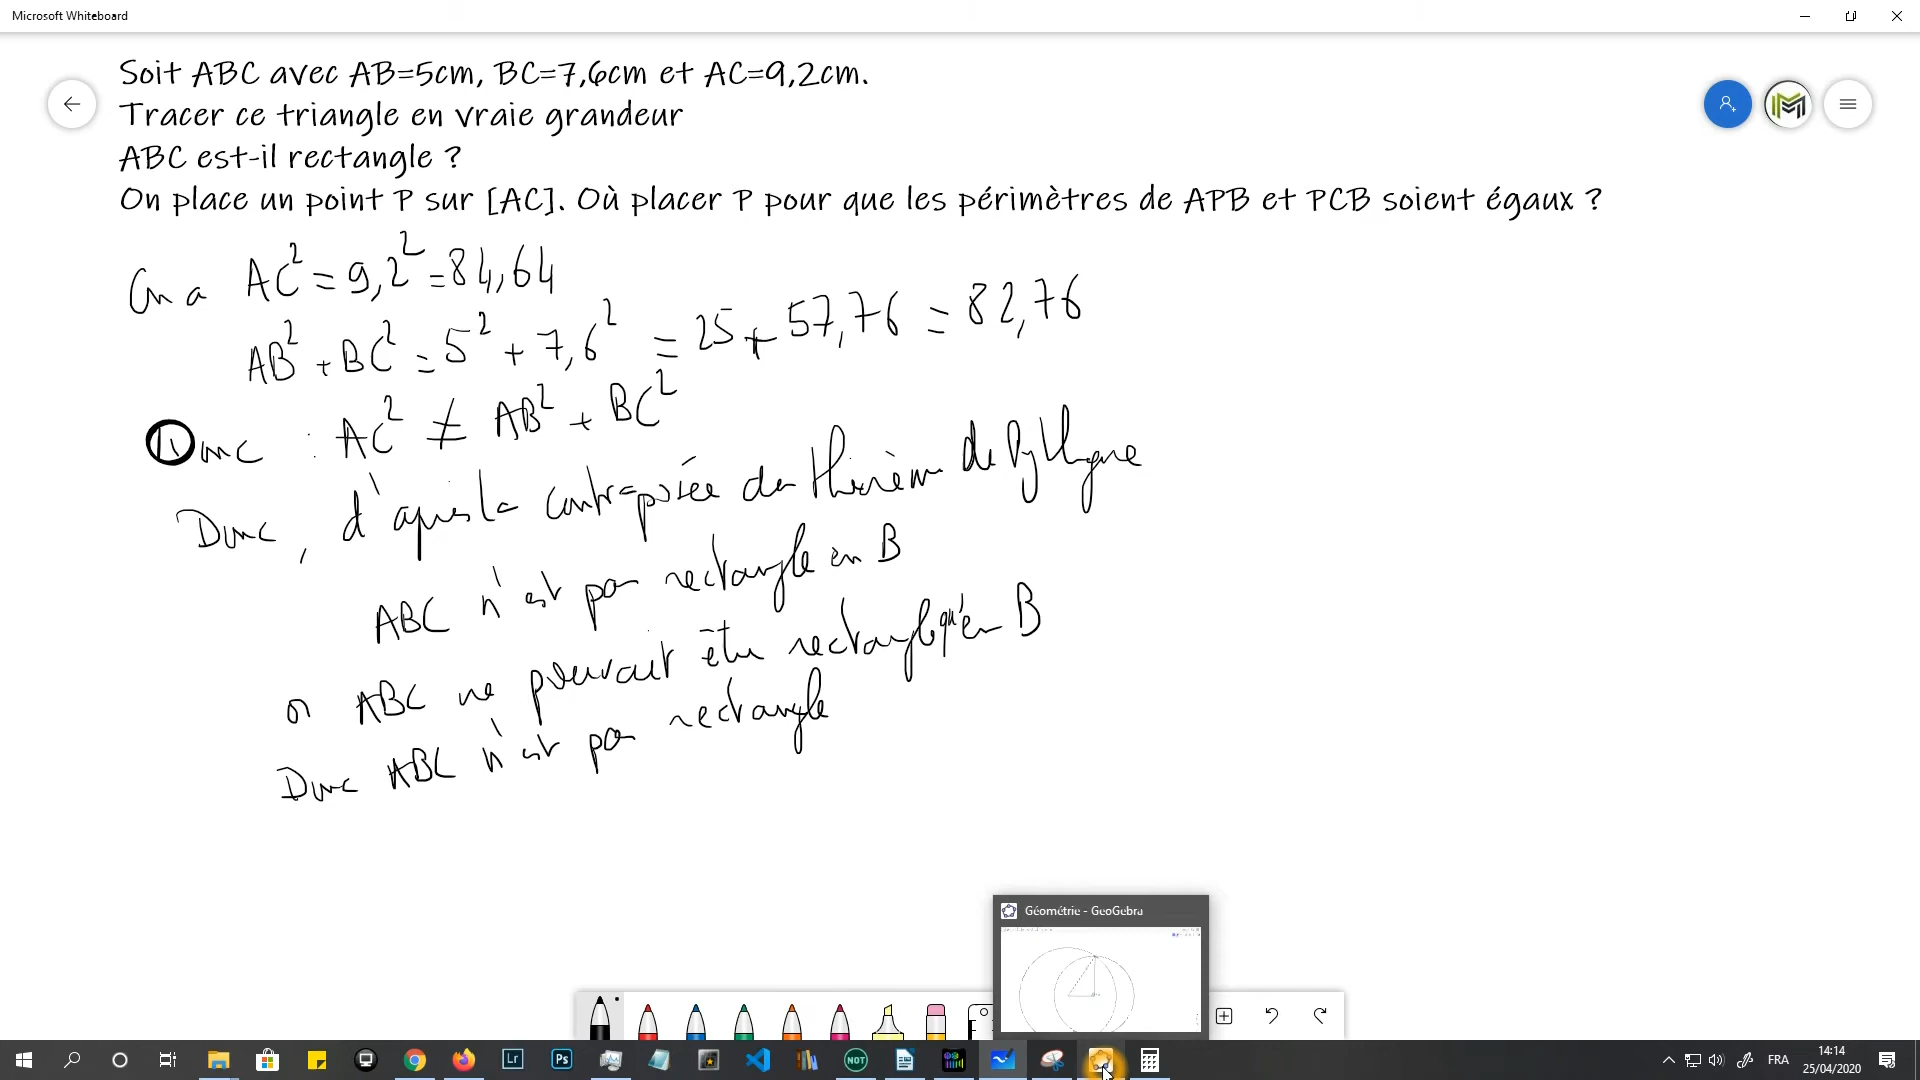 Microsoft Whiteboard
Soit ABC avec AB=5cm, BC=7,6cm et AC=9,2cm.
Tracer ce triangle en vraie grandeur
ABC est-il rectangle ?
On place un point P sur [AC]. Où placer P pour que les périmètres de APB et PCB soient égaux ?
On a AC² = 9,2² = 84,64
AB² + BC² = 5² + 7,6² = 25 + 57,76 = 82,76
Donc : AC² ≠ AB² + BC²
Donc, d'après la contraposée du théorème de Pythagore
ABC n'est pas rectangle en B
or ABC ne pouvait être rectangle qu'en B
Donc ABC n'est pas rectangle
Géométrie - GeoGebra
Lr Ps NOT FRA 14:14
25/04/2020